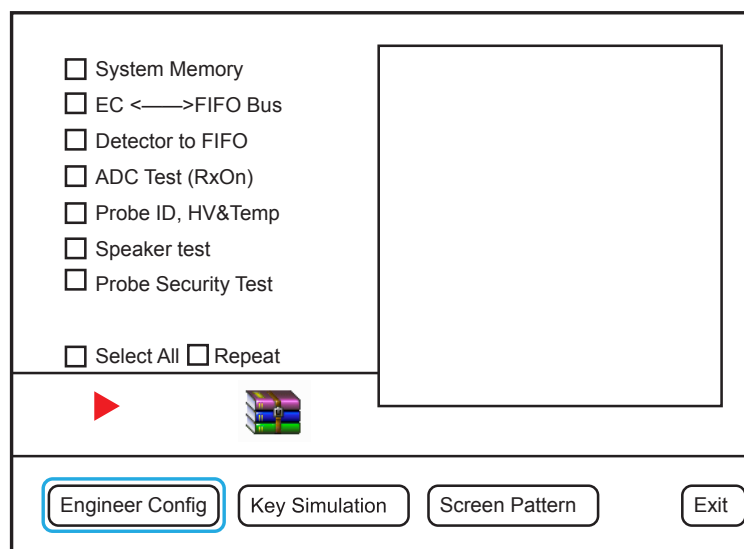 System Memory
EC <——>FIFO Bus
Detector to FIFO
ADC Test (RxOn)
Probe ID, HV&Temp
Speaker test
Probe Security Test
Select All Repeat
Engineer Config Key Simulation Screen Pattern Exit